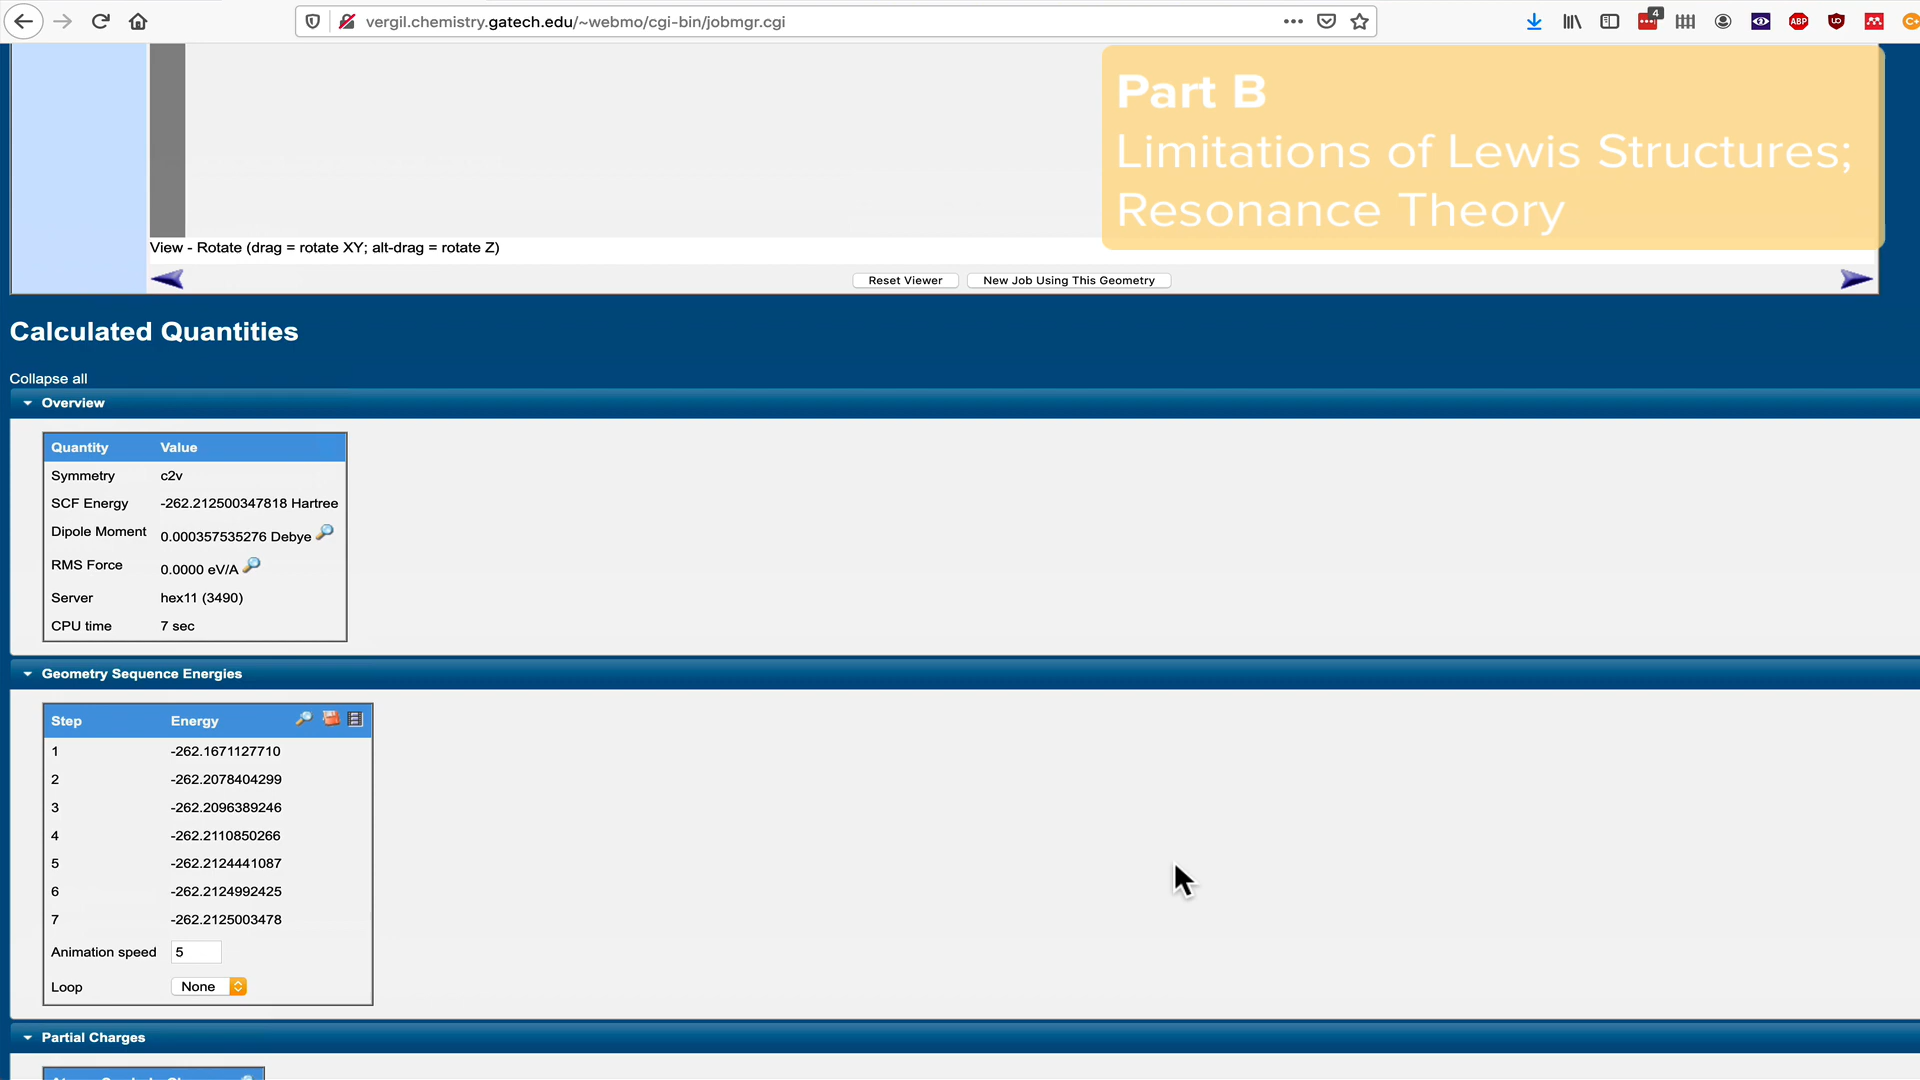 vergil.chemistry.gatech.edu/~webmo/cgi-bin/jobmgr.cgi
4
ABP
Part B
Limitations of Lewis Structures;
Resonance Theory
View - Rotate (drag = rotate XY; alt-drag = rotate Z)
Reset Viewer New Job Using This Geometry
Calculated Quantities
Collapse all
Overview
Quantity Value
Symmetry c2v
SCF Energy -262.212500347818 Hartree
Dipole Moment 0.000357535276 Debye
RMS Force 0.0000 eV/A
Server hex11 (3490)
CPU time 7 sec
Geometry Sequence Energies
Step Energy
1 -262.1671127710
2 -262.2078404299
3 -262.2096389246
4 -262.2110850266
5 -262.2124441087
6 -262.2124992425
7 -262.2125003478
Animation speed 5
Loop None
Partial Charges